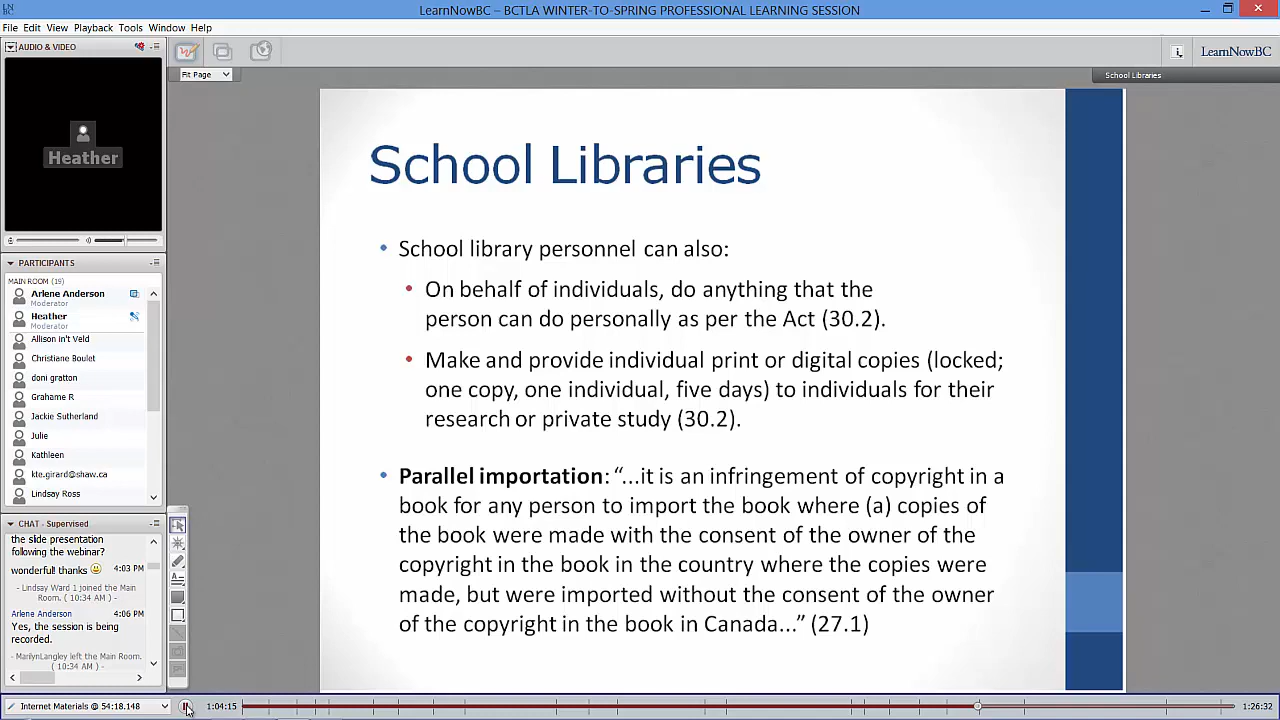 LearnNowBC – BCTLA WINTER-TO-SPRING PROFESSIONAL LEARNING SESSION
File Edit View Playback Tools Window Help
AUDIO & VIDEO
LearnNowBC
Fit Page
School Libraries
Heather
PARTICIPANTS
MAIN ROOM (19)
Arlene Anderson
Moderator
Heather
Moderator
Allison in't Veld
Christiane Boulet
doni gratton
Grahame R
Jackie Sutherland
Julie
Kathleen
kte.girard@shaw.ca
Lindsay Ross
CHAT - Supervised
the slide presentation
following the webinar?
wonderful! thanks 4:03 PM
- Lindsay Ward 1 joined the Main
Room. ( 10:34 AM ) -
Arlene Anderson 4:06 PM
Yes, the session is being
recorded.
- MarilynLangley left the Main Room.
( 10:34 AM ) -
School Libraries
• School library personnel can also:
• On behalf of individuals, do anything that the
person can do personally as per the Act (30.2).
• Make and provide individual print or digital copies (locked;
one copy, one individual, five days) to individuals for their
research or private study (30.2).
• Parallel importation: “...it is an infringement of copyright in a
book for any person to import the book where (a) copies of
the book were made with the consent of the owner of the
copyright in the book in the country where the copies were
made, but were imported without the consent of the owner
of the copyright in the book in Canada...” (27.1)
Internet Materials @ 54:18.148
1:04:15
1:26:32